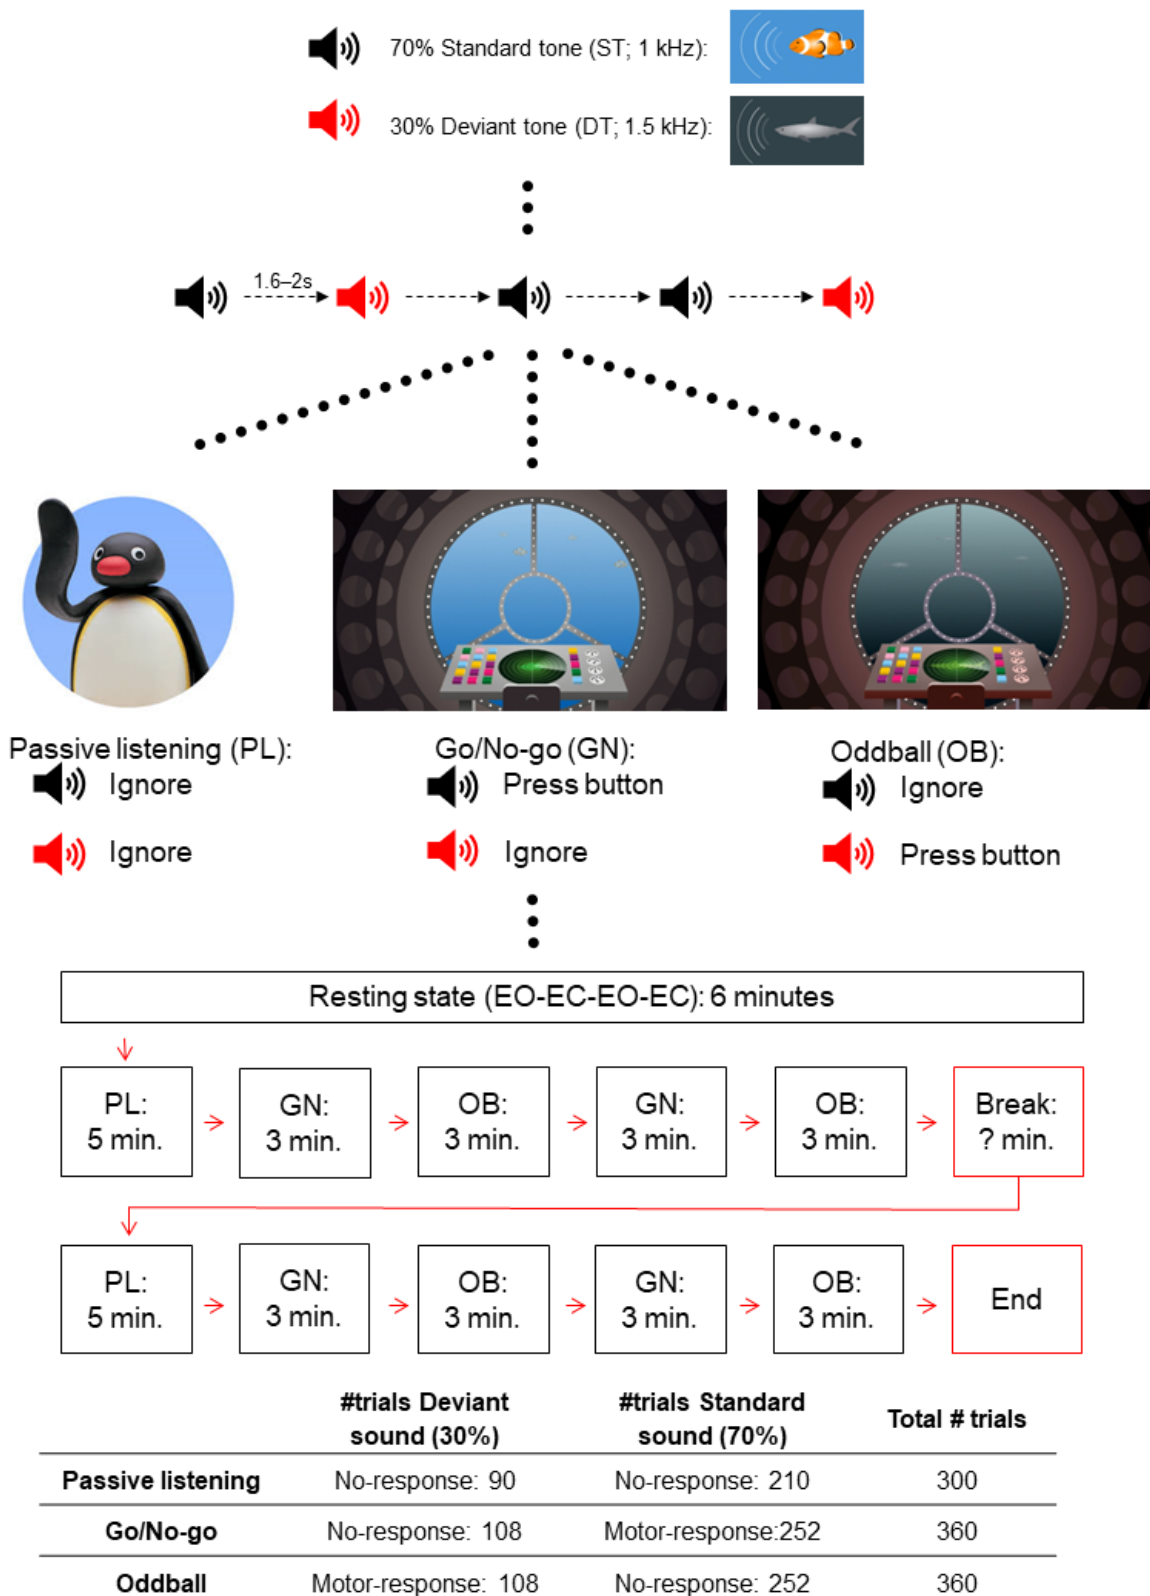 70% Standard tone (ST; 1 kHz):
30% Deviant tone (DT; 1.5 kHz):
1.6–2s
Passive listening (PL):
Ignore
Ignore
Go/No-go (GN):
Press button
Ignore
Oddball (OB):
Ignore
Press button
Resting state (EO-EC-EO-EC): 6 minutes
PL:
5 min.
GN:
3 min.
OB:
3 min.
GN:
3 min.
OB:
3 min.
Break:
? min.
PL:
5 min.
GN:
3 min.
OB:
3 min.
GN:
3 min.
OB:
3 min.
End
#trials Deviant sound (30%) #trials Standard sound (70%) Total # trials
Passive listening No-response: 90 No-response: 210 300
Go/No-go No-response: 108 Motor-response:252 360
Oddball Motor-response: 108 No-response: 252 360